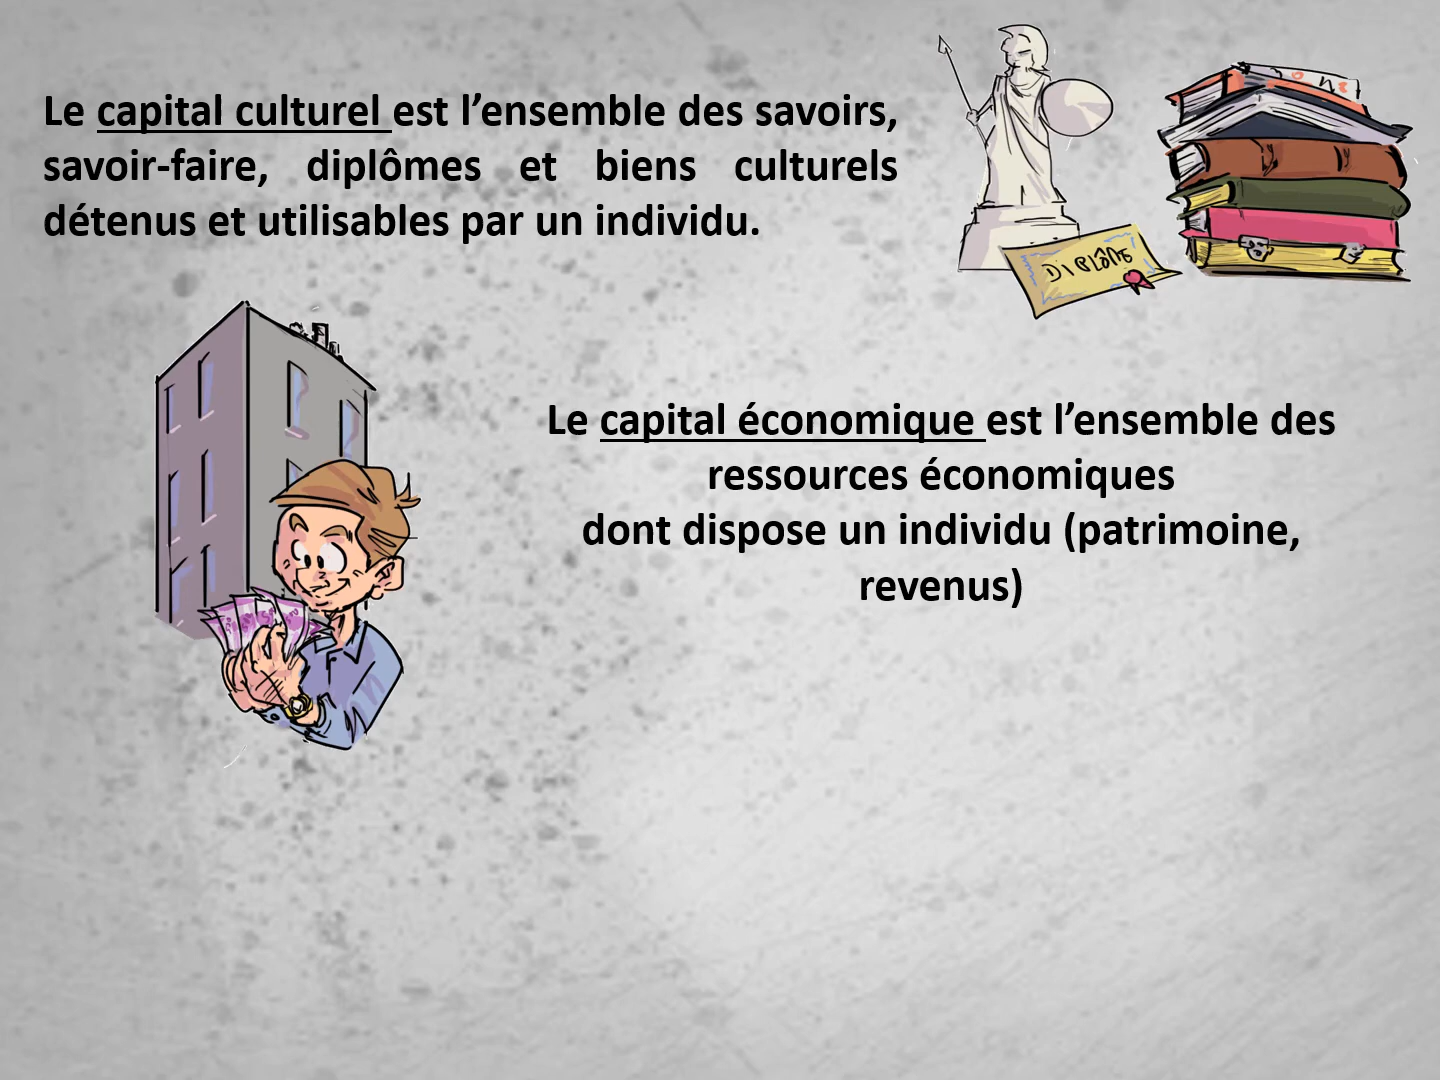 Le capital culturel est l’ensemble des savoirs,
savoir-faire, diplômes et biens culturels
détenus et utilisables par un individu.
DiPLôME
Le capital économique est l’ensemble des
ressources économiques
dont dispose un individu (patrimoine,
revenus)